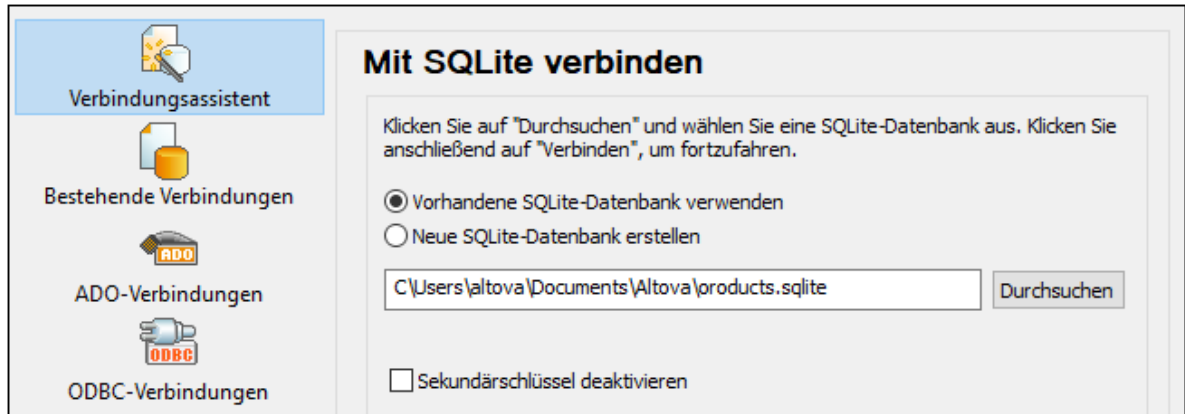 Verbindungsassistent
Bestehende Verbindungen
ADO
ADO-Verbindungen
ODBC
ODBC-Verbindungen
Mit SQLite verbinden
Klicken Sie auf "Durchsuchen" und wählen Sie eine SQLite-Datenbank aus. Klicken Sie
anschließend auf "Verbinden", um fortzufahren.
Vorhandene SQLite-Datenbank verwenden
Neue SQLite-Datenbank erstellen
C\Users\altova\Documents\Altova\oroducts.sqlite
Durchsuchen
Sekundärschlüssel deaktivieren